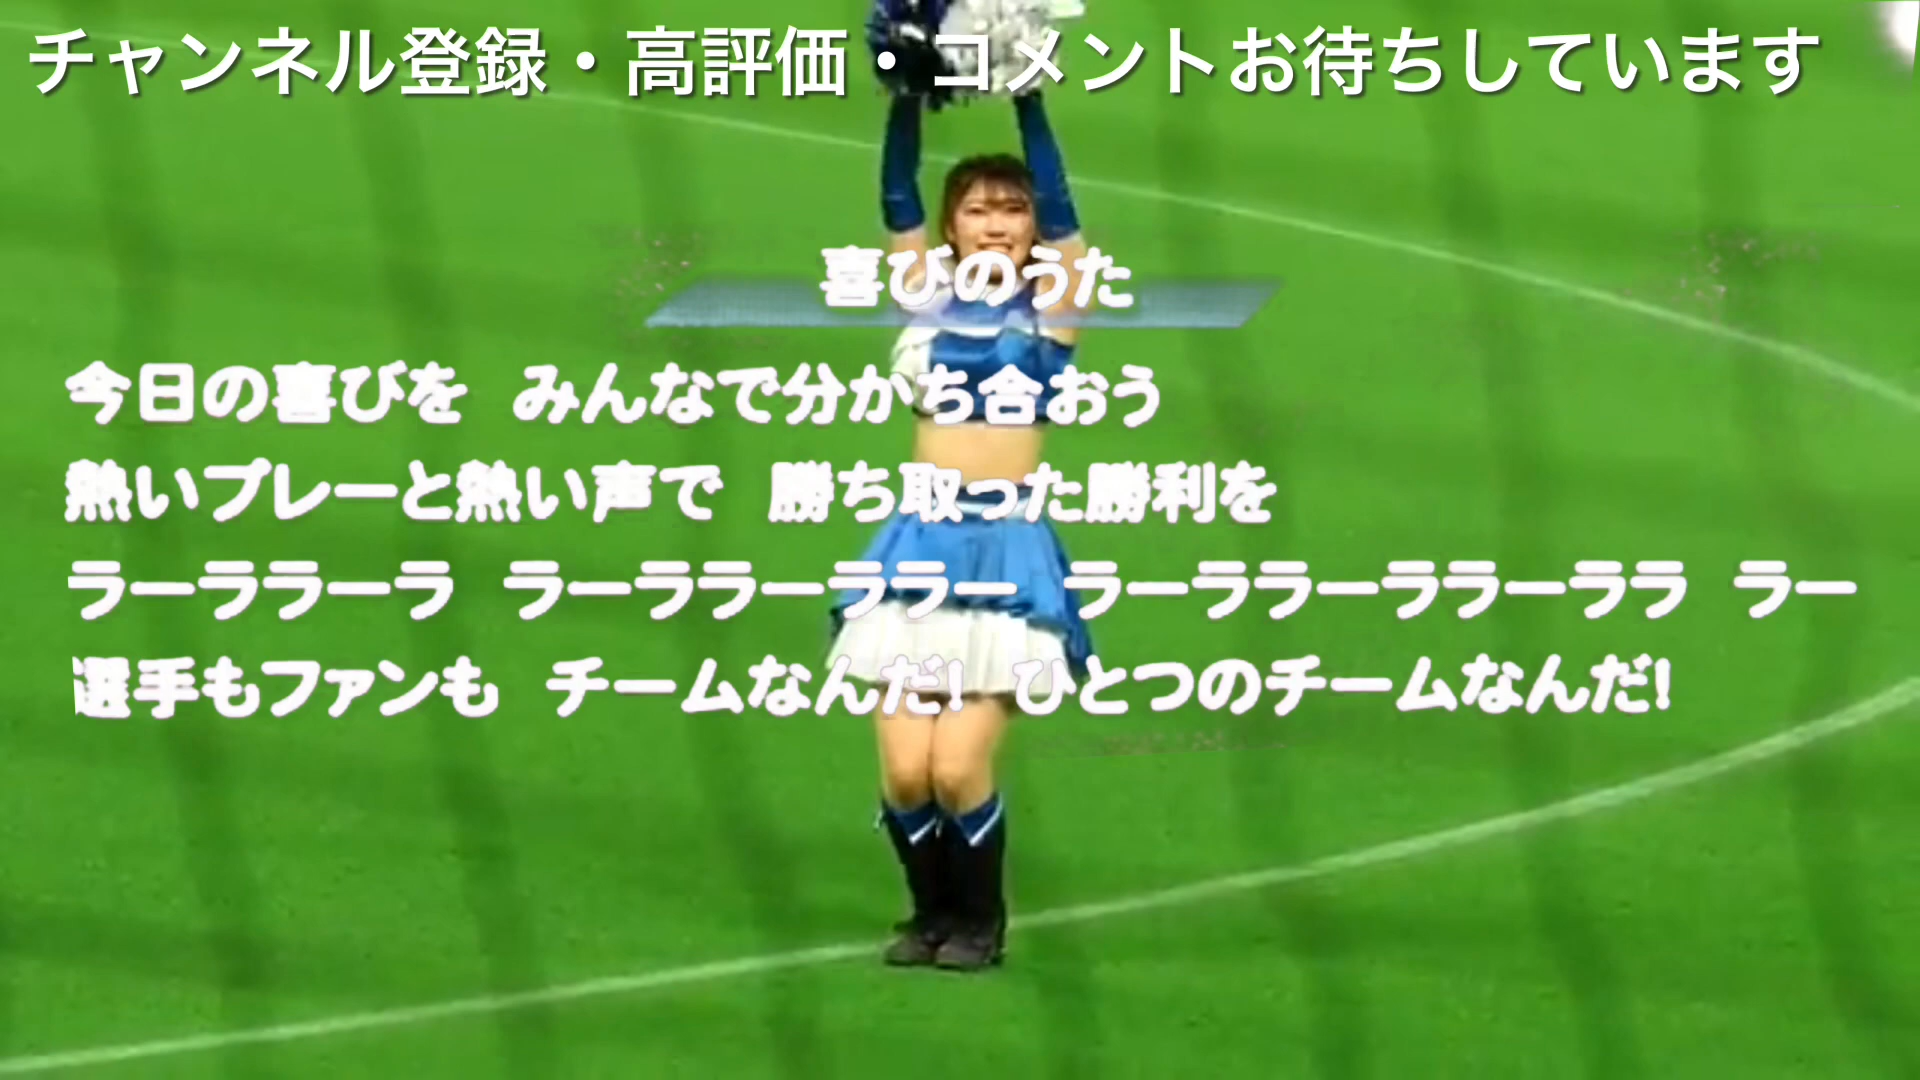 チャンネル登録・高評価・コメントお待ちしています
喜びのうた
今日の喜びを　みんなで分かち合おう
熱いプレーと熱い声で　勝ち取った勝利を
ラーララーラ　ラーララーララー　ラーララーララーララ　ラー
選手もファンも　チームなんだ!　ひとつのチームなんだ!